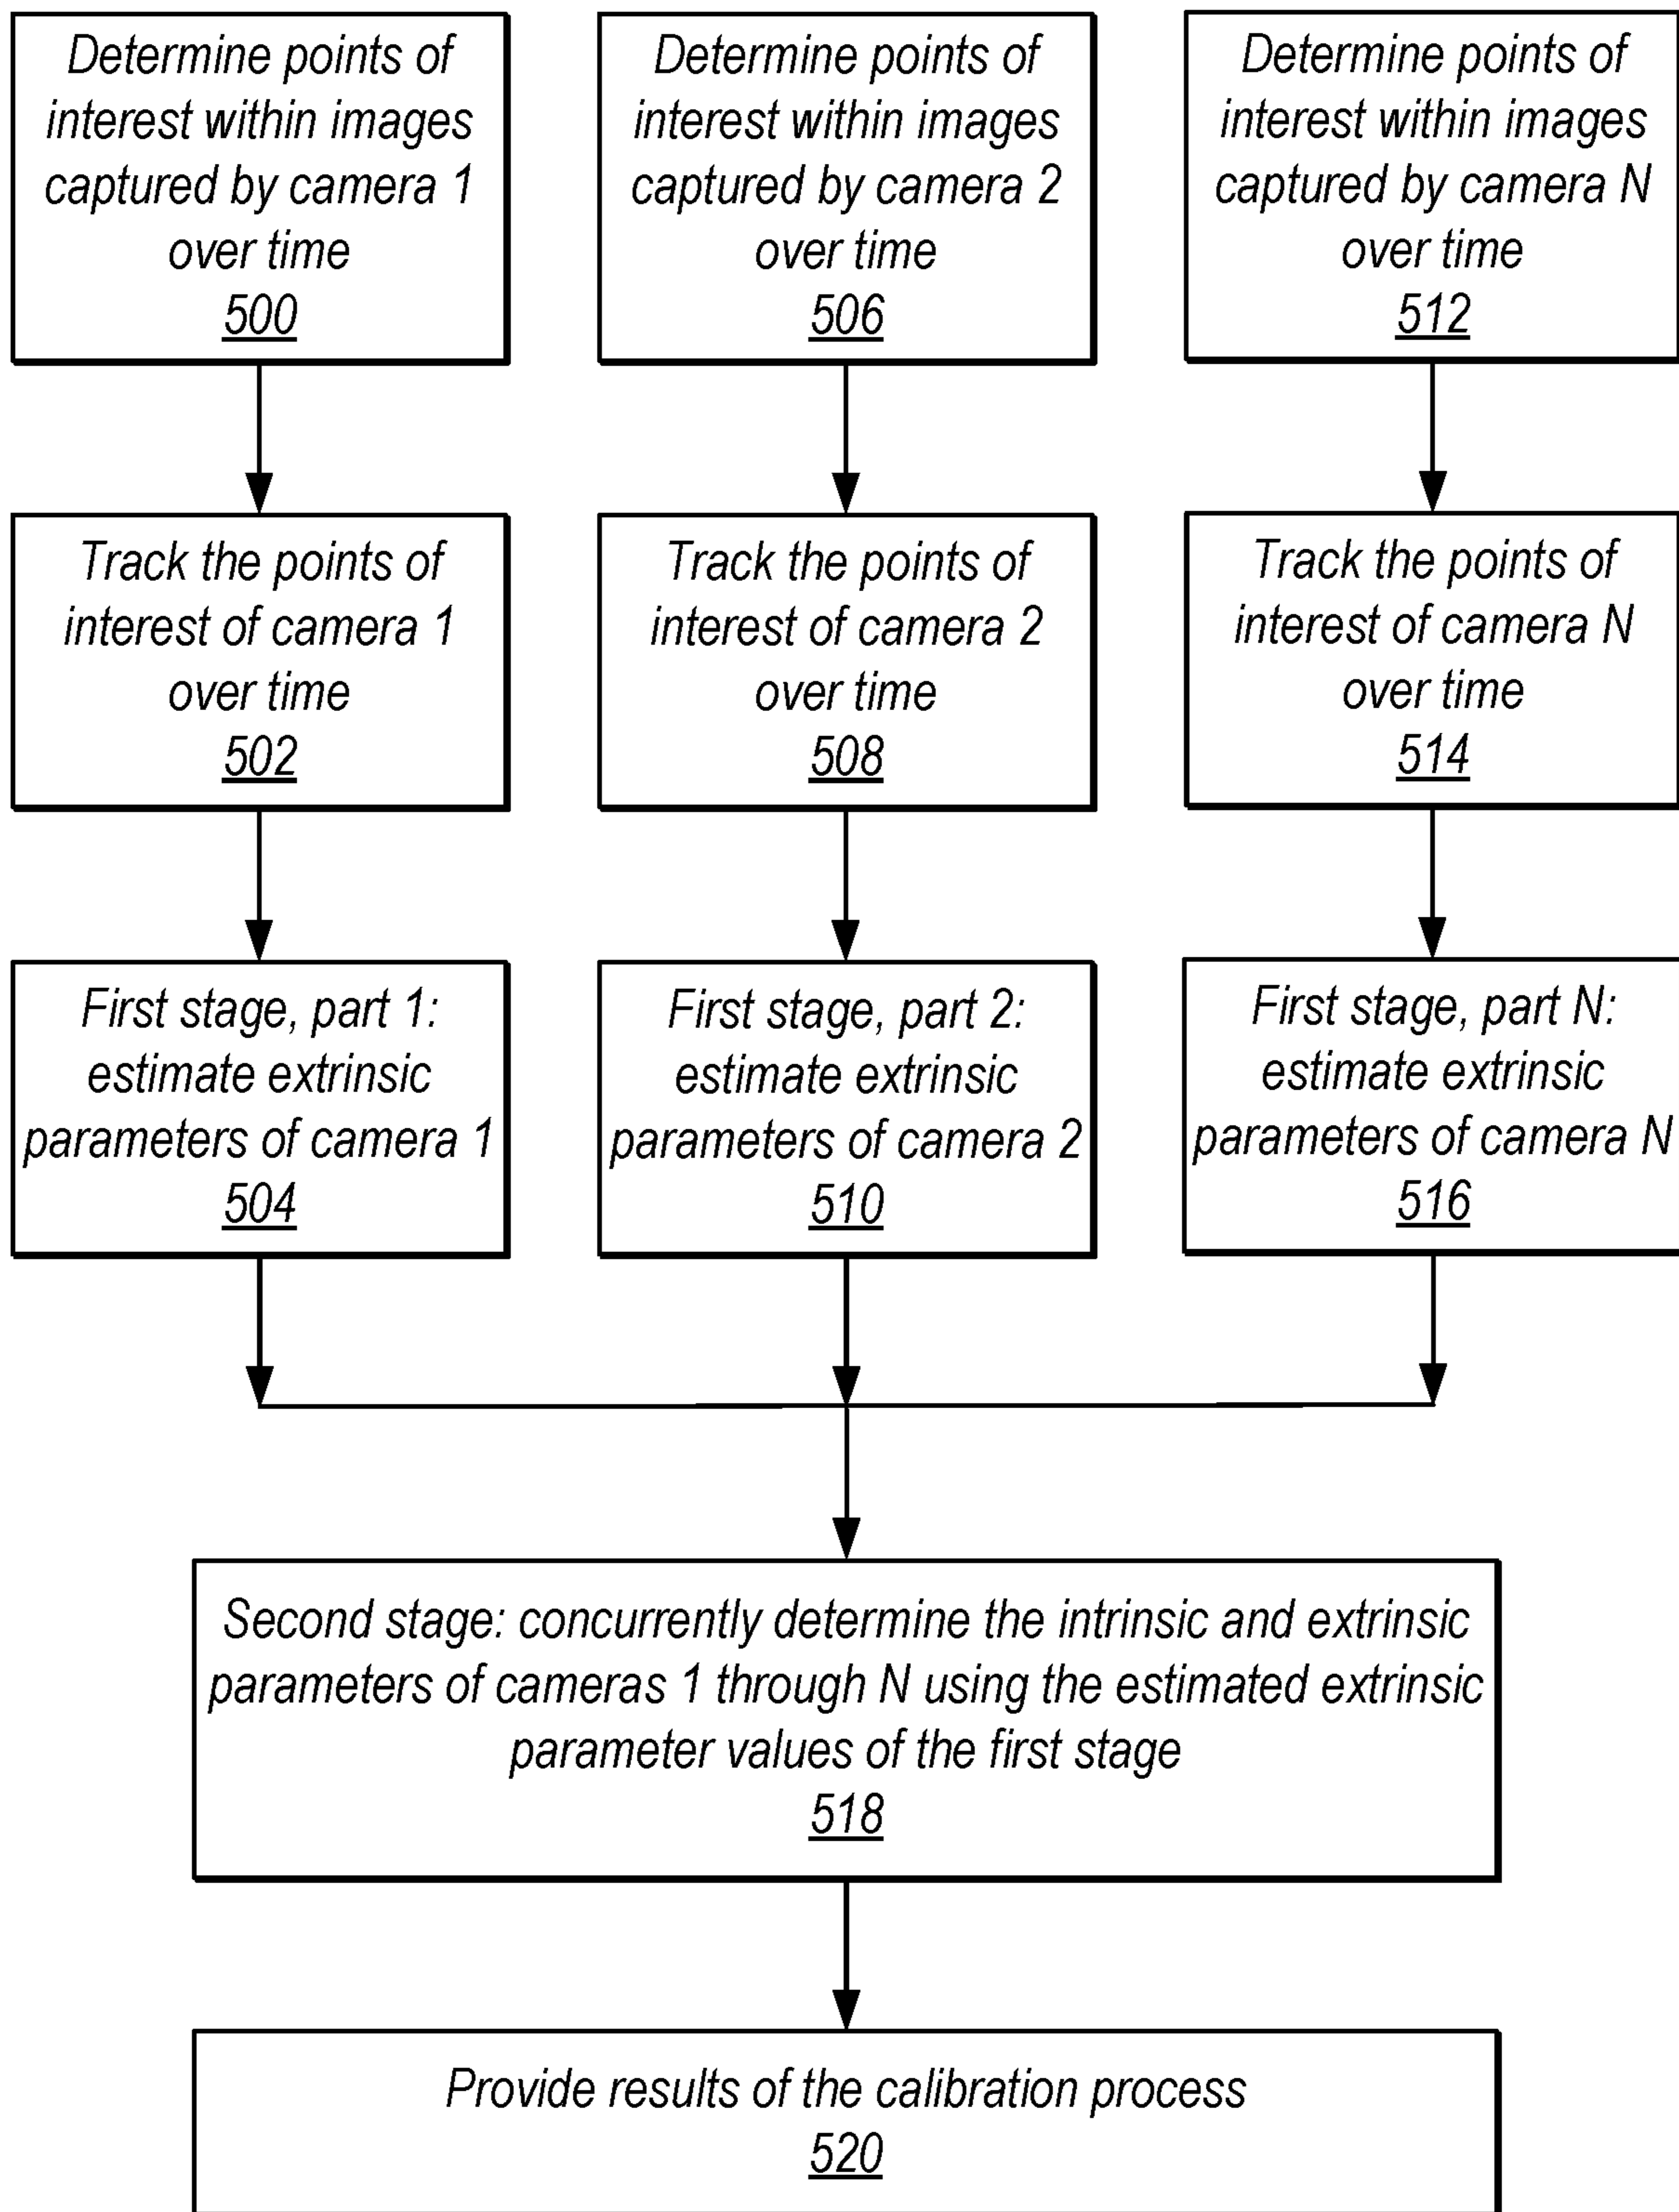 Determine points of
interest within images
captured by camera 1
over time
500
Determine points of
interest within images
captured by camera 2
over time
506
Determine points of
interest within images
captured by camera N
over time
512
Track the points of
interest of camera 1
over time
502
Track the points of
interest of camera 2
over time
508
Track the points of
interest of camera N
over time
514
First stage, part 1:
estimate extrinsic
parameters of camera 1
504
First stage, part 2:
estimate extrinsic
parameters of camera 2
510
First stage, part N:
estimate extrinsic
parameters of camera N
516
Second stage: concurrently determine the intrinsic and extrinsic
parameters of cameras 1 through N using the estimated extrinsic
parameter values of the first stage
518
Provide results of the calibration process
520